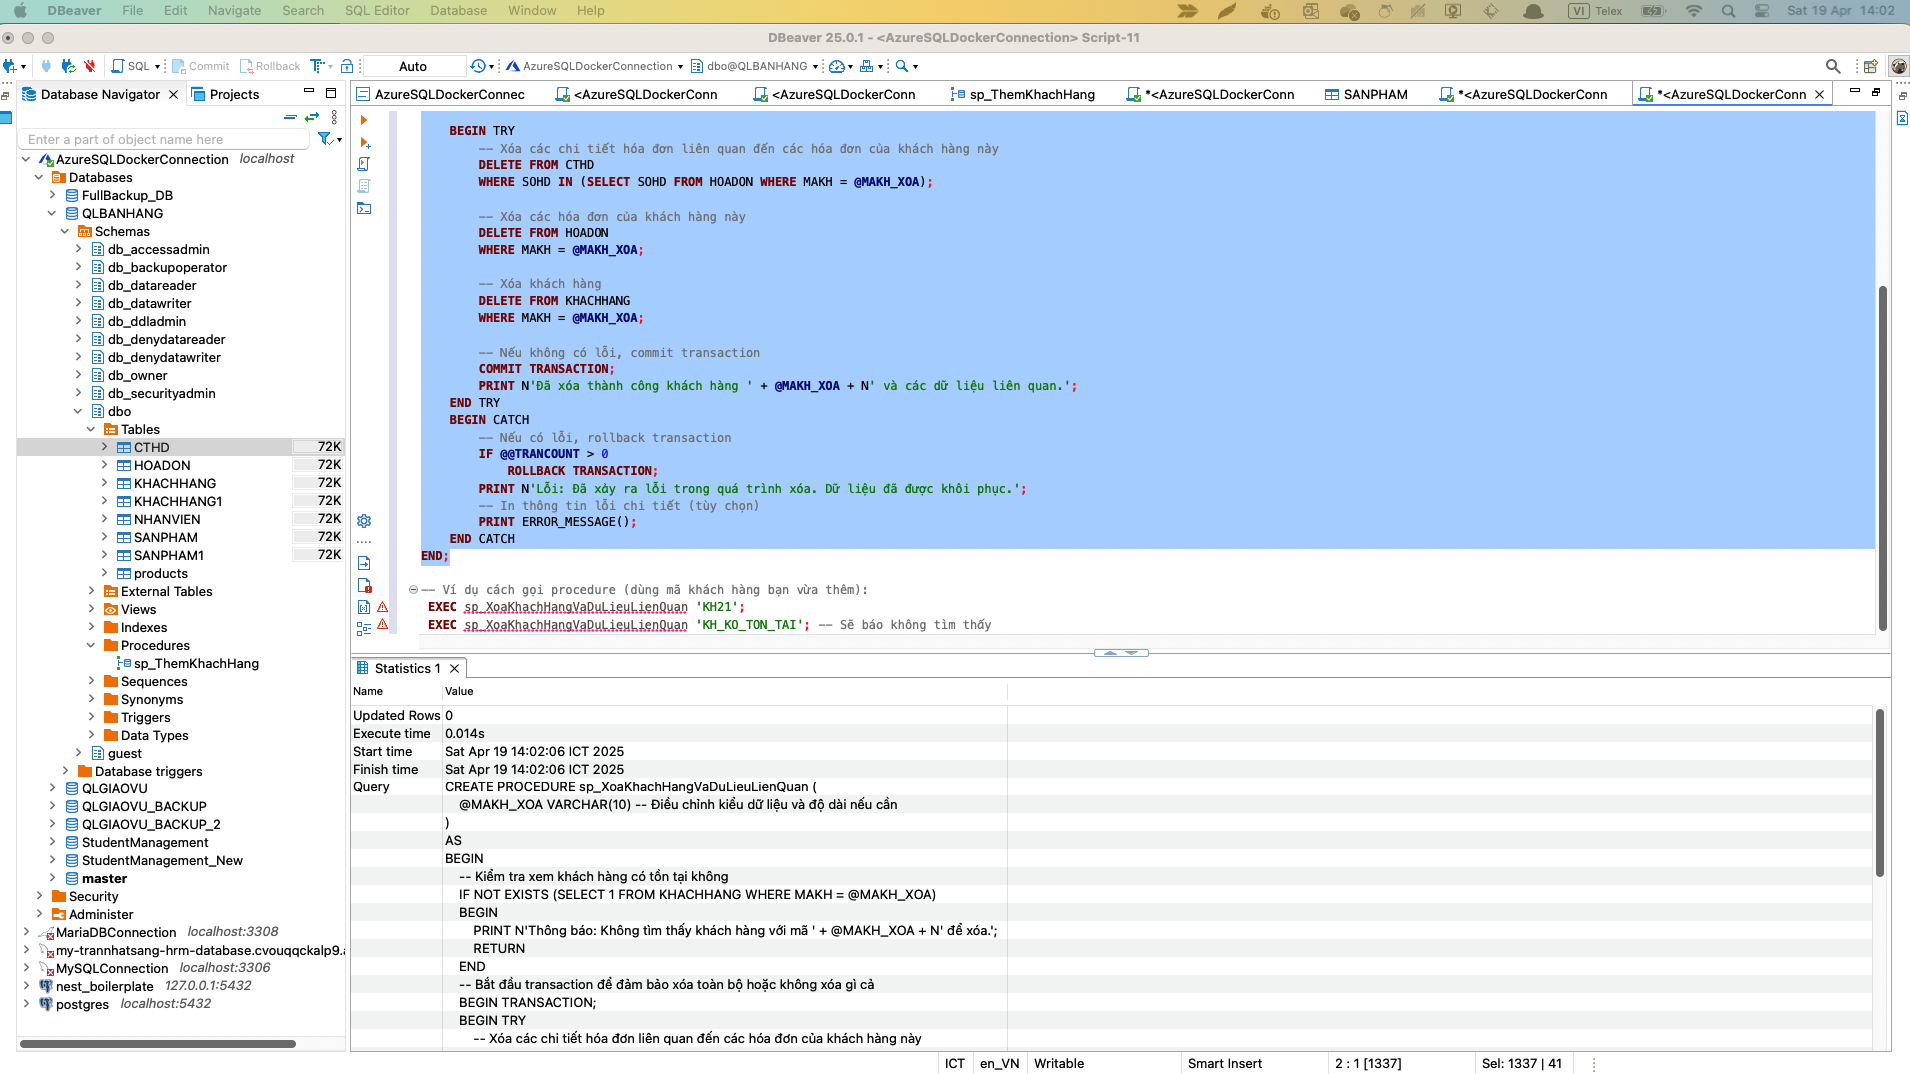 DBeaver File Edit Navigate Search SQL Editor Database Window Help VI Telex Sat 19 Apr 14:02
DBeaver 25.0.1 - <AzureSQLDockerConnection> Script-11
SQL Commit Rollback Auto AzureSQLDockerConnection dbo@QLBANHANG
Database Navigator Projects
AzureSQLDockerConnec <AzureSQLDockerConn <AzureSQLDockerConn sp_ThemKhachHang *<AzureSQLDockerConn SANPHAM *<AzureSQLDockerConn *<AzureSQLDockerConn
Enter a part of object name here
AzureSQLDockerConnection localhost
Databases
FullBackup_DB
QLBANHANG
Schemas
db_accessadmin
db_backupoperator
db_datareader
db_datawriter
db_ddladmin
db_denydatareader
db_denydatawriter
db_owner
db_securityadmin
dbo
Tables
CTHD 72K
HOADON 72K
KHACHHANG 72K
KHACHHANG1 72K
NHANVIEN 72K
SANPHAM 72K
SANPHAM1 72K
products
External Tables
Views
Indexes
Procedures
sp_ThemKhachHang
Sequences
Synonyms
Triggers
Data Types
guest
Database triggers
QLGIAOVU
QLGIAOVU_BACKUP
QLGIAOVU_BACKUP_2
StudentManagement
StudentManagement_New
master
Security
Administer
MariaDBConnection localhost:3308
my-trannhatsang-hrm-database.cvouqqckalp9.a
MySQLConnection localhost:3306
nest_boilerplate 127.0.0.1:5432
postgres localhost:5432
BEGIN TRY
-- Xóa các chi tiết hóa đơn liên quan đến các hóa đơn của khách hàng này
DELETE FROM CTHD
WHERE SOHD IN (SELECT SOHD FROM HOADON WHERE MAKH = @MAKH_XOA);
-- Xóa các hóa đơn của khách hàng này
DELETE FROM HOADON
WHERE MAKH = @MAKH_XOA;
-- Xóa khách hàng
DELETE FROM KHACHHANG
WHERE MAKH = @MAKH_XOA;
-- Nếu không có lỗi, commit transaction
COMMIT TRANSACTION;
PRINT N'Đã xóa thành công khách hàng ' + @MAKH_XOA + N' và các dữ liệu liên quan.';
END TRY
BEGIN CATCH
-- Nếu có lỗi, rollback transaction
IF @@TRANCOUNT > 0
ROLLBACK TRANSACTION;
PRINT N'Lỗi: Đã xảy ra lỗi trong quá trình xóa. Dữ liệu đã được khôi phục.';
-- In thông tin lỗi chi tiết (tùy chọn)
PRINT ERROR_MESSAGE();
END CATCH
END;
-- Ví dụ cách gọi procedure (dùng mã khách hàng bạn vừa thêm):
EXEC sp_XoaKhachHangVaDuLieuLienQuan 'KH21';
EXEC sp_XoaKhachHangVaDuLieuLienQuan 'KH_KO_TON_TAI'; -- Sẽ báo không tìm thấy
Statistics 1
Name Value
Updated Rows 0
Execute time 0.014s
Start time Sat Apr 19 14:02:06 ICT 2025
Finish time Sat Apr 19 14:02:06 ICT 2025
Query CREATE PROCEDURE sp_XoaKhachHangVaDuLieuLienQuan (
@MAKH_XOA VARCHAR(10) -- Điều chỉnh kiểu dữ liệu và độ dài nếu cần
)
AS
BEGIN
-- Kiểm tra xem khách hàng có tồn tại không
IF NOT EXISTS (SELECT 1 FROM KHACHHANG WHERE MAKH = @MAKH_XOA)
BEGIN
PRINT N'Thông báo: Không tìm thấy khách hàng với mã ' + @MAKH_XOA + N' để xóa.';
RETURN
END
-- Bắt đầu transaction để đảm bảo xóa toàn bộ hoặc không xóa gì cả
BEGIN TRANSACTION;
BEGIN TRY
-- Xóa các chi tiết hóa đơn liên quan đến các hóa đơn của khách hàng này
ICT en_VN Writable Smart Insert 2 : 1 [1337] Sel: 1337 | 41